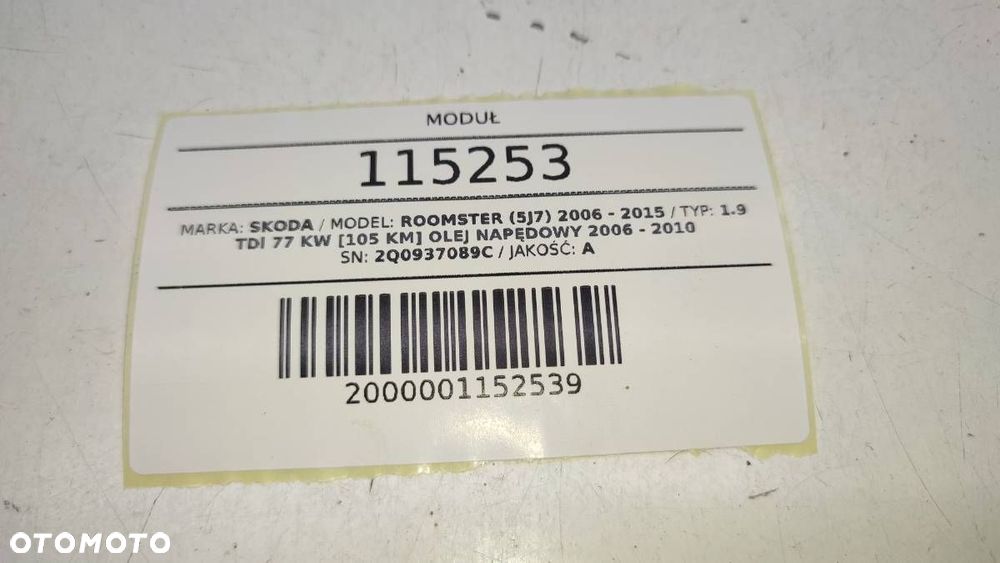 MODUŁ
115253
MARKA: SKODA / MODEL: ROOMSTER (5J7) 2006 - 2015 / TYP: 1.9
TDI 77 KW [105 KM] OLEJ NAPĘDOWY 2006 - 2010
SN: 2Q0937089C / JAKOŚĆ: A
2000001152539
OTOMOTO